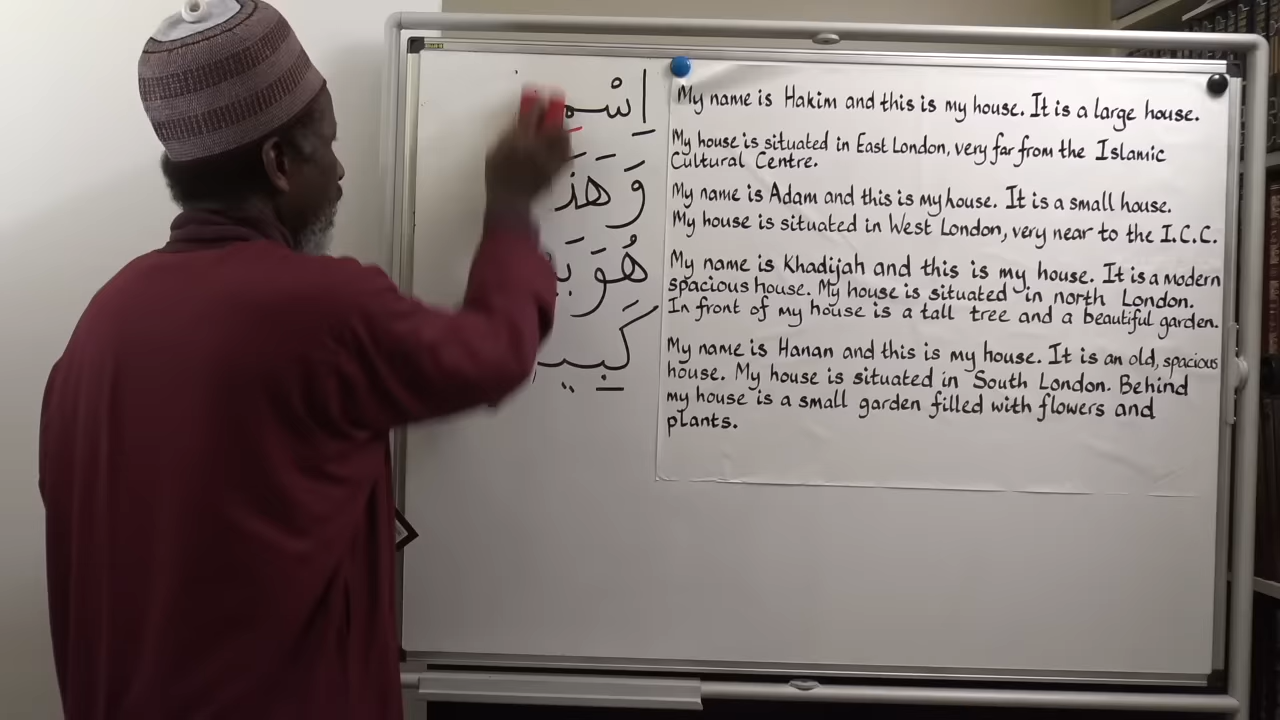 My name is Hakim and this is my house. It is a large house.
My house is situated in East London, very far from the Islamic
Cultural Centre.
My name is Adam and this is my house. It is a small house.
My house is situated in West London, very near to the I.C.C.
My name is Khadijah and this is my house. It is a modern
spacious house. My house is situated in north London.
In front of my house is a tall tree and a beautiful garden.
My name is Hanan and this is my house. It is an old, spacious
house. My house is situated in South London. Behind
my house is a small garden filled with flowers and
plants.
هُوَ